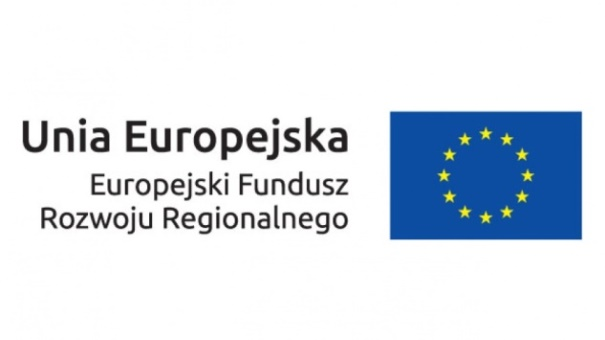 Unia Europejska
Europejski Fundusz
Rozwoju Regionalnego